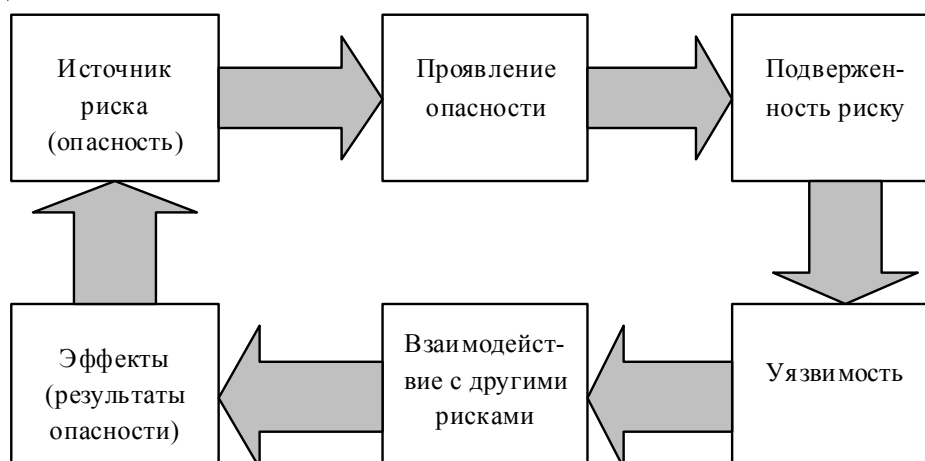 Источник
риска
(опасность)
Проявление
опасности
Подвержен-
ность риску
Эффекты
(результаты
опасности)
Взаимодейст-
вие с другими
рисками
Уязвимость